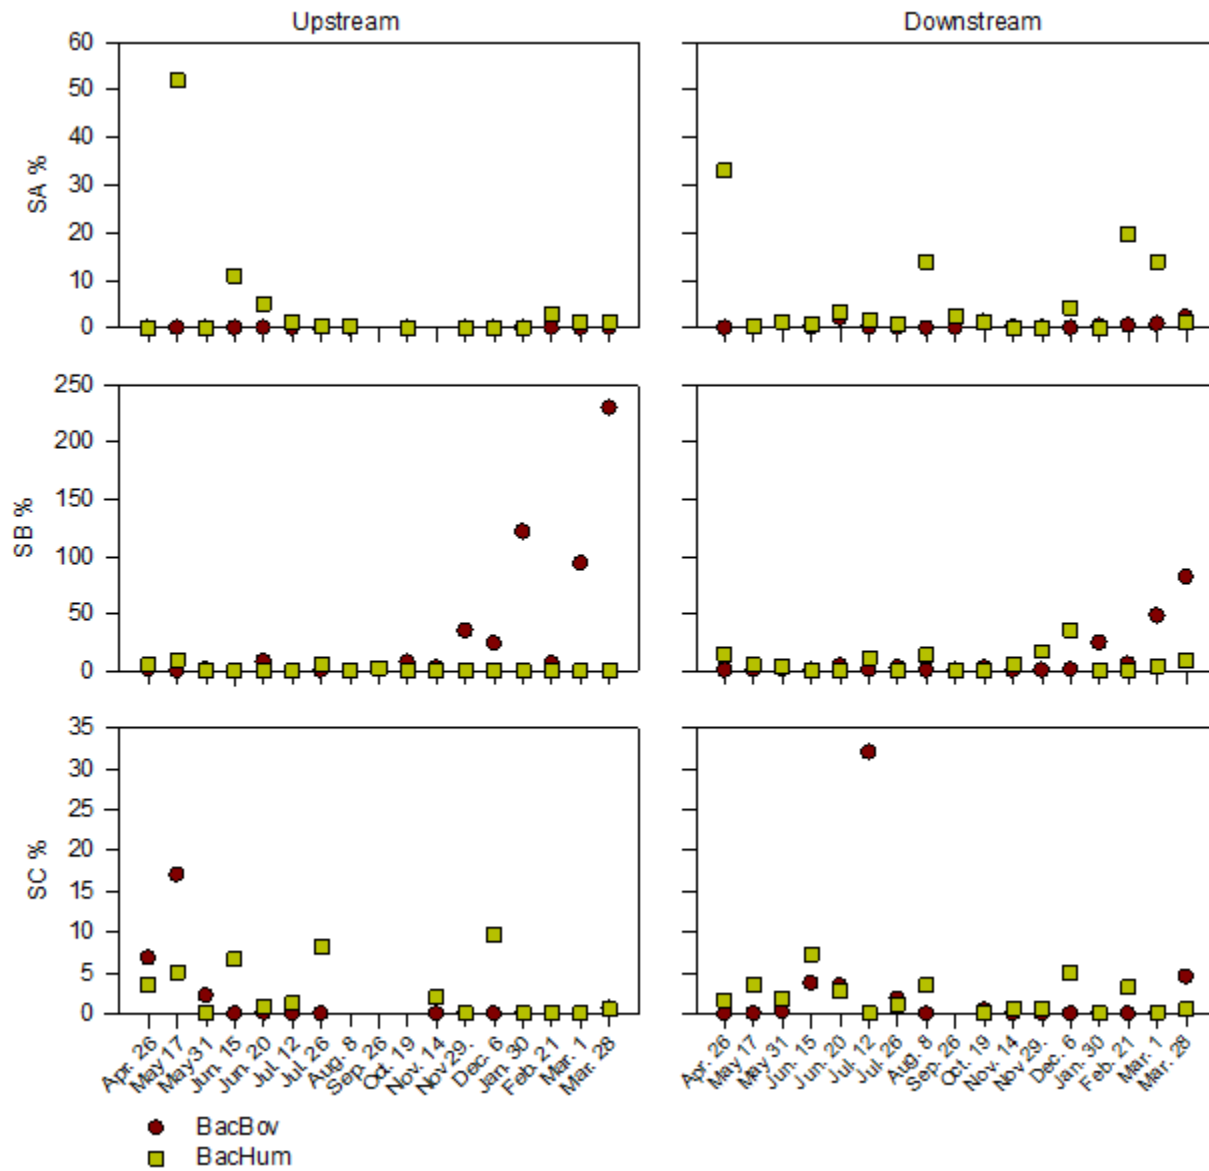 Upstream Downstream
SA %
60
50
40
30
20
10
0
SB %
250
200
150
100
50
0
SC %
35
30
25
20
15
10
5
0
Apr. 26 May 17 May31 Jun. 15 Jun. 20 Jul. 12 Jul. 26 Aug. 8 Sep. 26 Oct. 19 Nov. 14 Nov 29. Dec. 6 Jan. 30 Feb. 21 Mar. 1 Mar. 28
Apr. 26 May 17 May 31 Jun. 15 Jun. 20 Jul. 12 Jul. 26 Aug. 8 Sep. 26 Oct. 19 Nov. 14 Nov 29. Dec. 6 Jan. 30 Feb. 21 Mar. 1 Mar. 28
BacBov
BacHum